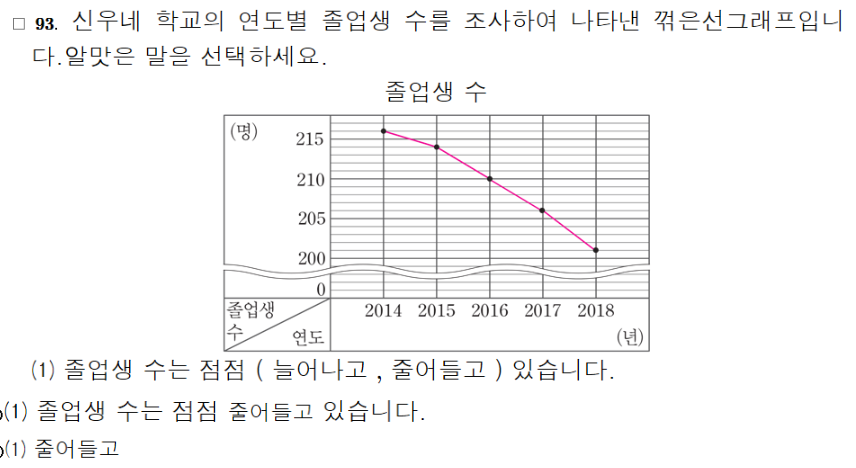 □ 93. 신우네 학교의 연도별 졸업생 수를 조사하여 나타낸 꺾은선그래프입니
다.알맞은 말을 선택하세요.
졸업생 수
(명)
215
210
205
200
0
졸업생
수
연도
2014 2015 2016 2017 2018
(년)
(1) 졸업생 수는 점점 ( 늘어나고 , 줄어들고 ) 있습니다.
(1) 졸업생 수는 점점 줄어들고 있습니다.
(1) 줄어들고